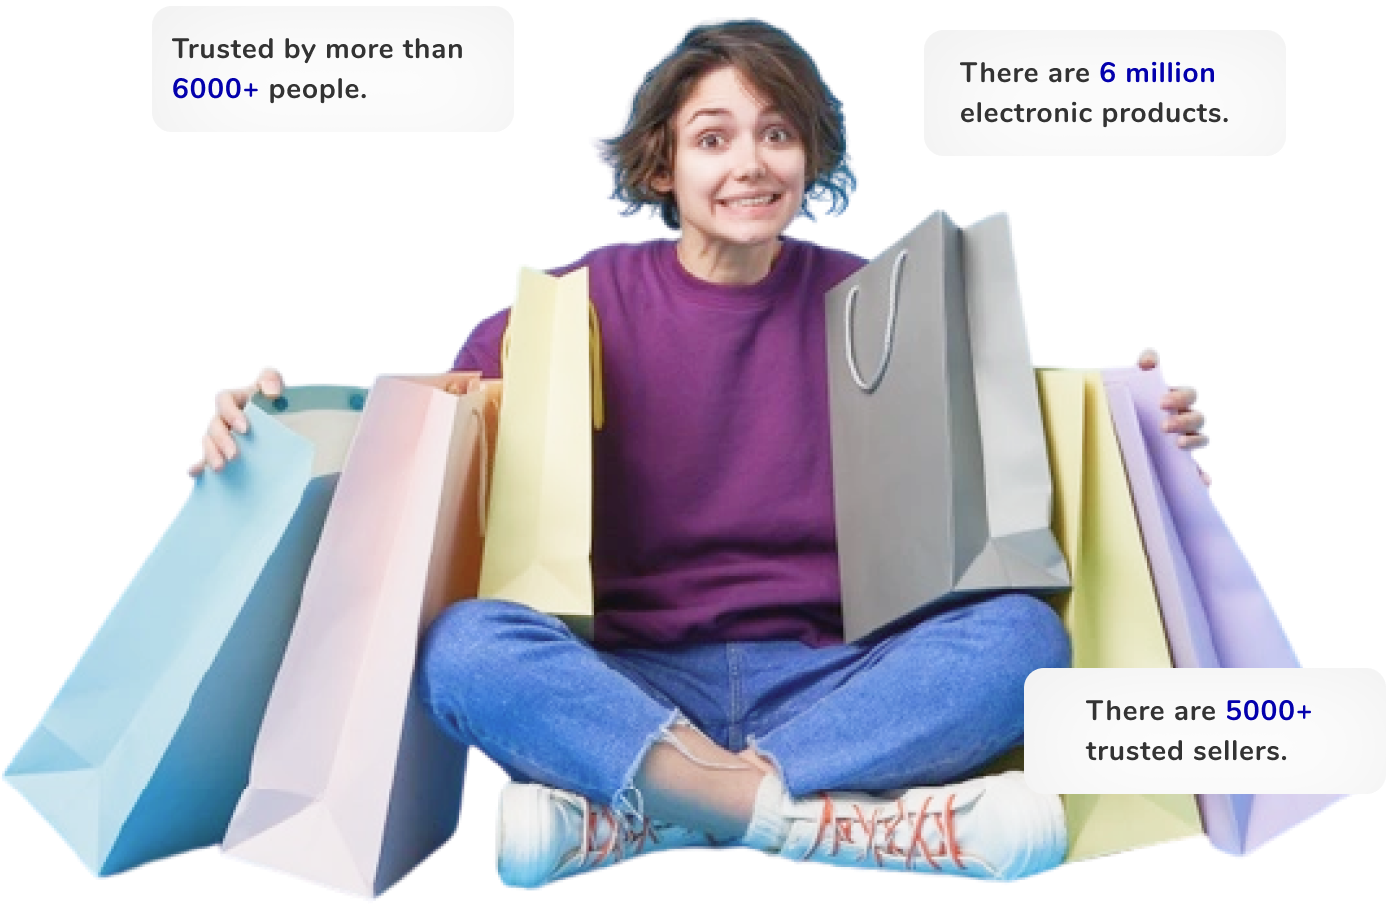 Trusted by more than
6000+ people.
There are 6 million
electronic products.
There are 5000+
trusted sellers.